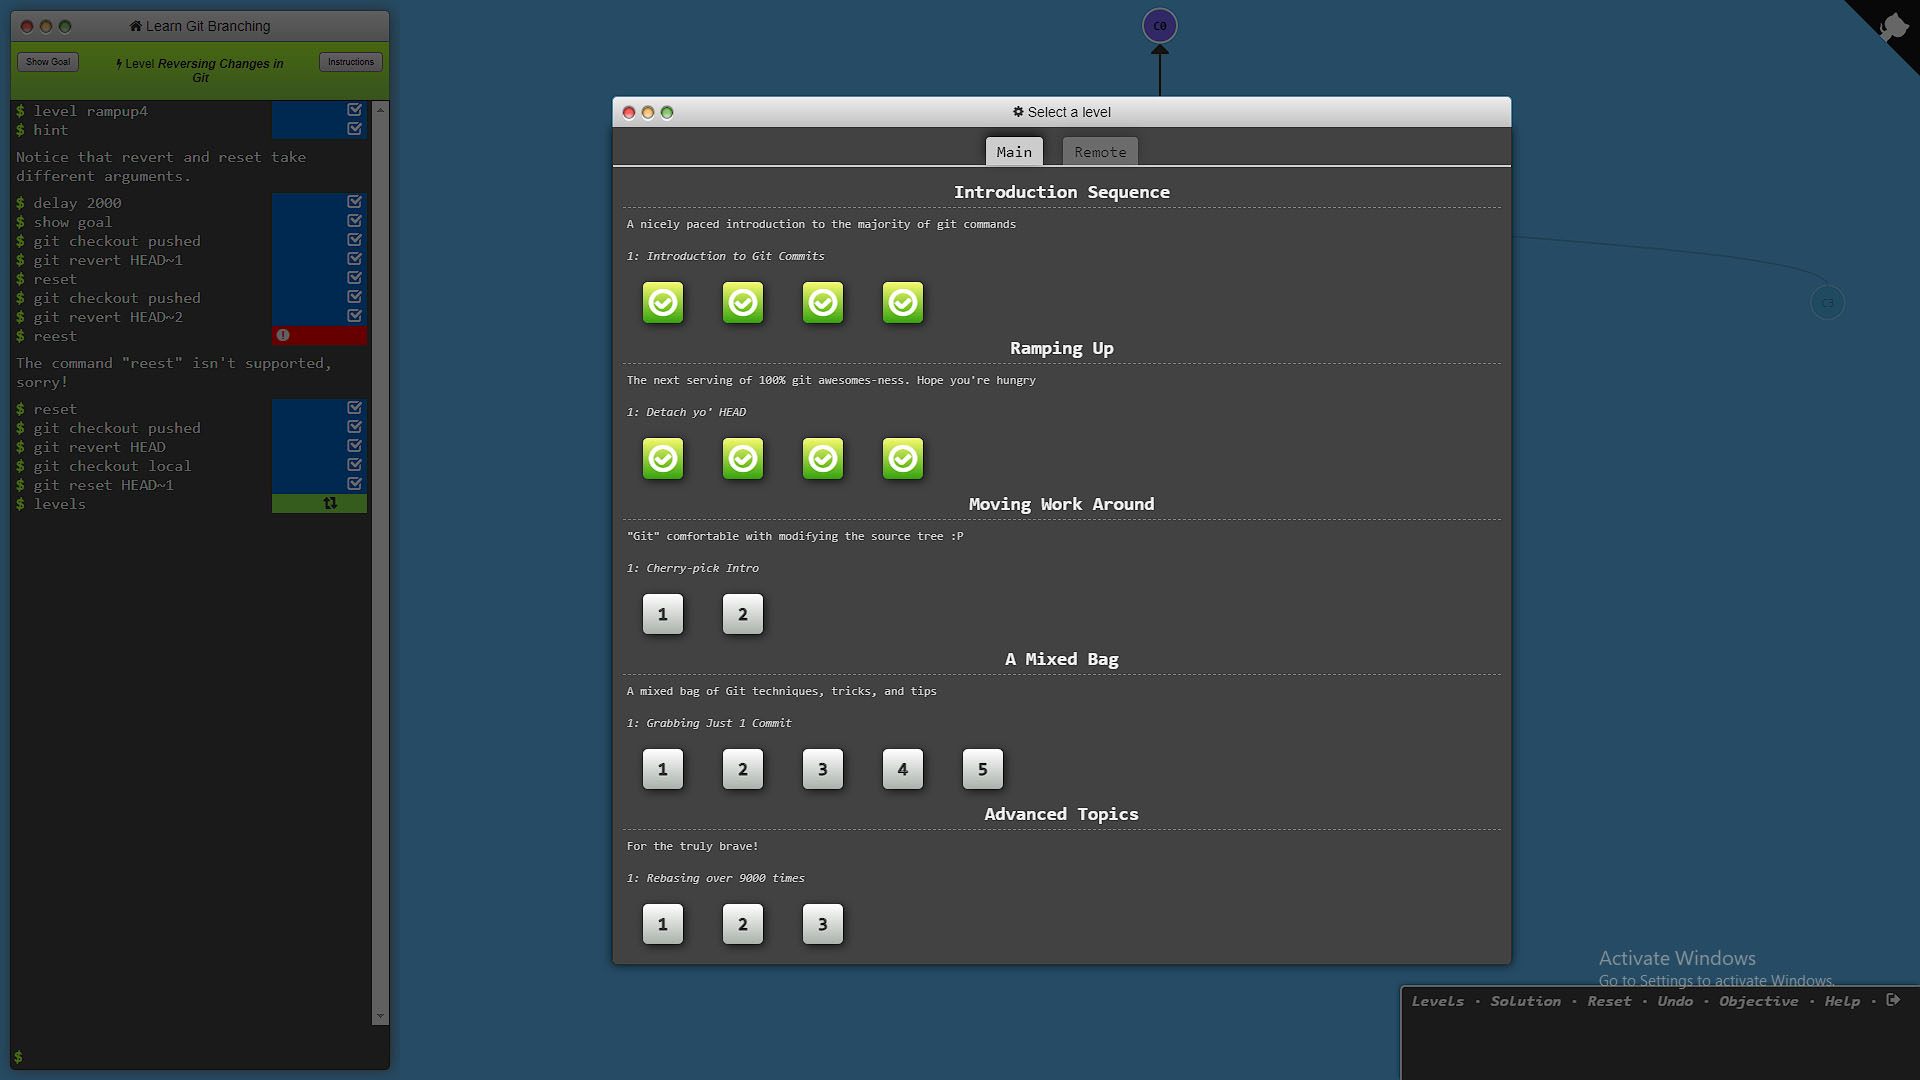 Learn Git Branching
Show Goal
Level Reversing Changes in Git
Instructions
$ level rampup4
$ hint
Notice that revert and reset take
different arguments.
$ delay 2000
$ show goal
$ git checkout pushed
$ git revert HEAD~1
$ reset
$ git checkout pushed
$ git revert HEAD~2
$ reest
The command "reest" isn't supported,
sorry!
$ reset
$ git checkout pushed
$ git revert HEAD
$ git checkout local
$ git reset HEAD~1
$ levels
$
C0
Select a level
Main Remote
Introduction Sequence
A nicely paced introduction to the majority of git commands
1: Introduction to Git Commits
Ramping Up
The next serving of 100% git awesomes-ness. Hope you're hungry
1: Detach yo' HEAD
Moving Work Around
"Git" comfortable with modifying the source tree :P
1: Cherry-pick Intro
1 2
A Mixed Bag
A mixed bag of Git techniques, tricks, and tips
1: Grabbing Just 1 Commit
1 2 3 4 5
Advanced Topics
For the truly brave!
1: Rebasing over 9000 times
1 2 3
C3
Activate Windows
Go to Settings to activate Windows.
Levels · Solution · Reset · Undo · Objective · Help ·